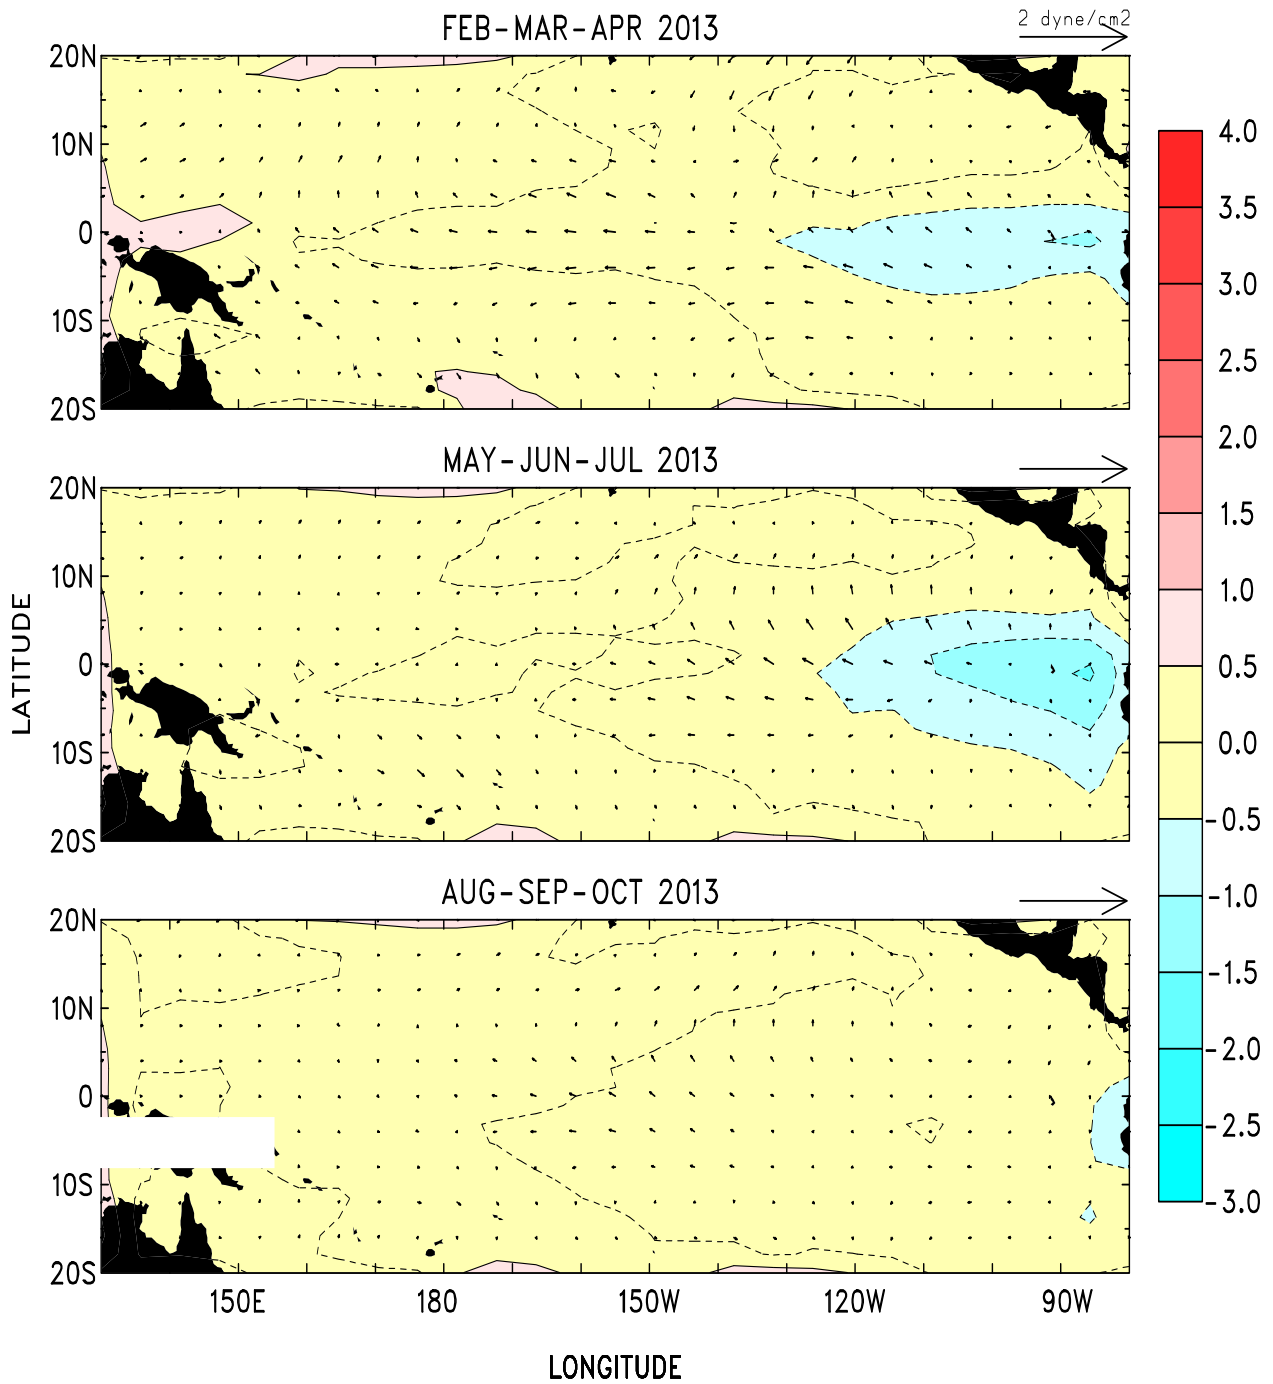 FEB-MAR-APR 2013
2 dyne/cm2
20N
10N
0
10S
20S
MAY-JUN-JUL 2013
20N
10N
0
10S
20S
LATITUDE
AUG-SEP-OCT 2013
20N
10N
0
10S
20S
150E 180 150W 120W 90W
LONGITUDE
4.0
3.5
3.0
2.5
2.0
1.5
1.0
0.5
0.0
-0.5
-1.0
-1.5
-2.0
-2.5
-3.0